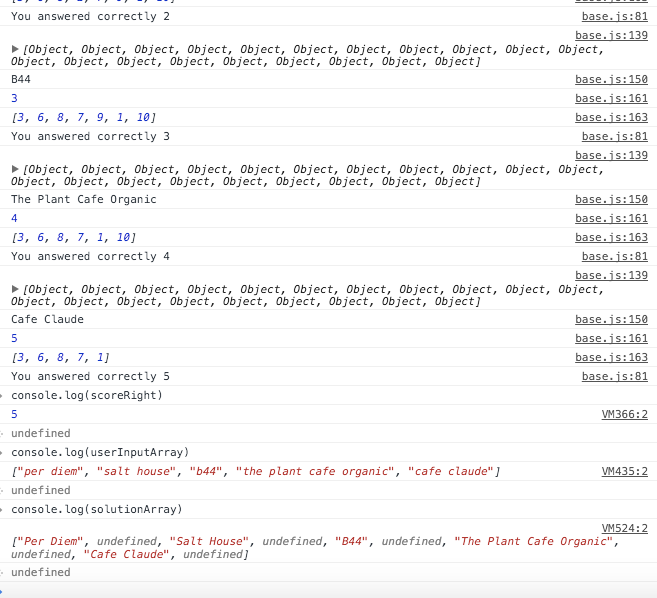 You answered correctly 2 base.js:81
base.js:139
[Object, Object, Object, Object, Object, Object, Object, Object, Object, Object, Object,
Object, Object, Object, Object, Object, Object, Object, Object, Object]
B44 base.js:150
3 base.js:161
[3, 6, 8, 7, 9, 1, 10] base.js:163
You answered correctly 3 base.js:81
base.js:139
[Object, Object, Object, Object, Object, Object, Object, Object, Object, Object, Object,
Object, Object, Object, Object, Object, Object, Object, Object, Object]
The Plant Cafe Organic base.js:150
4 base.js:161
[3, 6, 8, 7, 1, 10] base.js:163
You answered correctly 4 base.js:81
base.js:139
[Object, Object, Object, Object, Object, Object, Object, Object, Object, Object, Object,
Object, Object, Object, Object, Object, Object, Object, Object, Object]
Cafe Claude base.js:150
5 base.js:161
[3, 6, 8, 7, 1] base.js:163
You answered correctly 5 base.js:81
console.log(scoreRight)
5 VM366:2
undefined
console.log(userInputArray)
["per diem", "salt house", "b44", "the plant cafe organic", "cafe claude"] VM435:2
undefined
console.log(solutionArray)
VM524:2
["Per Diem", undefined, "Salt House", undefined, "B44", undefined, "The Plant Cafe Organic",
undefined, "Cafe Claude", undefined]
undefined